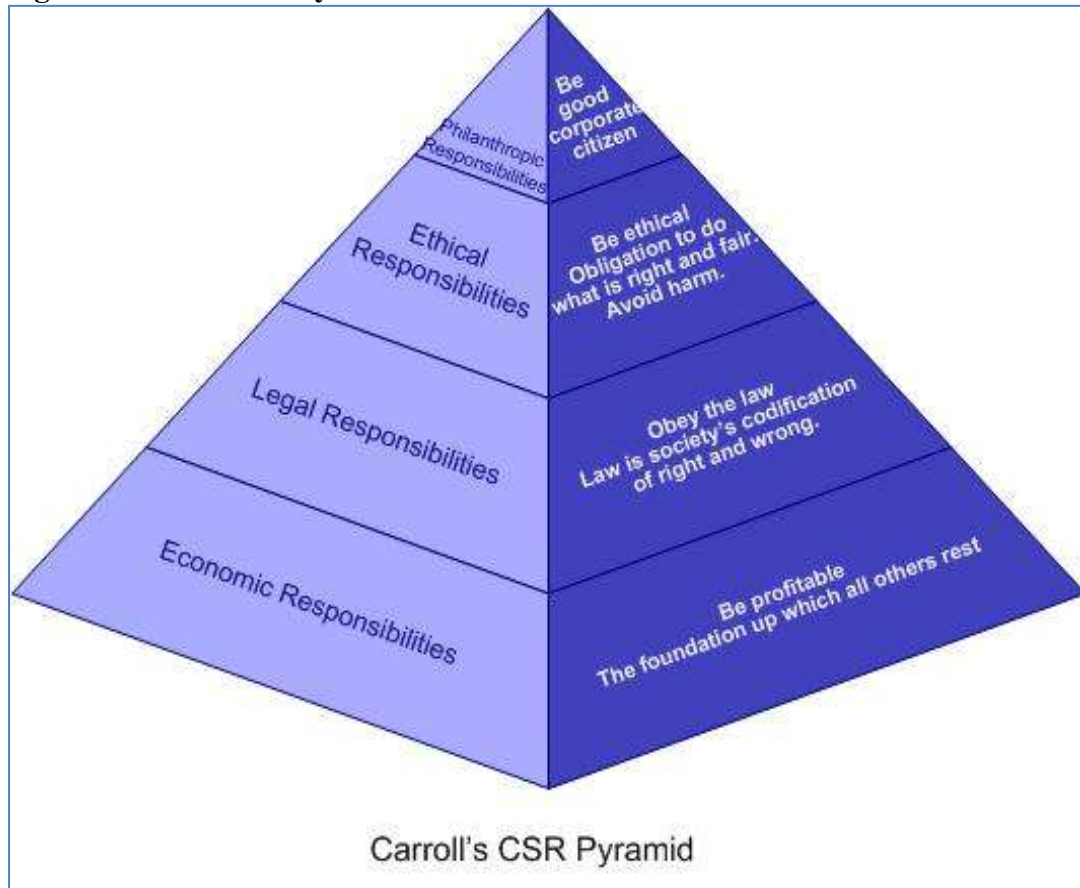 Philanthropic
Responsibilities
Be
good
corporate
citizen
Ethical
Responsibilities
Be ethical
Obligation to do
what is right and fair.
Avoid harm.
Legal Responsibilities
Obey the law
Law is society's codification
of right and wrong.
Economic Responsibilities
Be profitable
The foundation up which all others rest
Carroll's CSR Pyramid